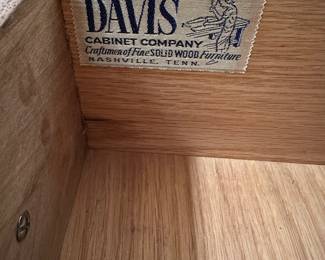 DAVIS
CABINET COMPANY
Craftsmen of Fine SOLID WOOD Furniture
NASHVILLE, TENN.